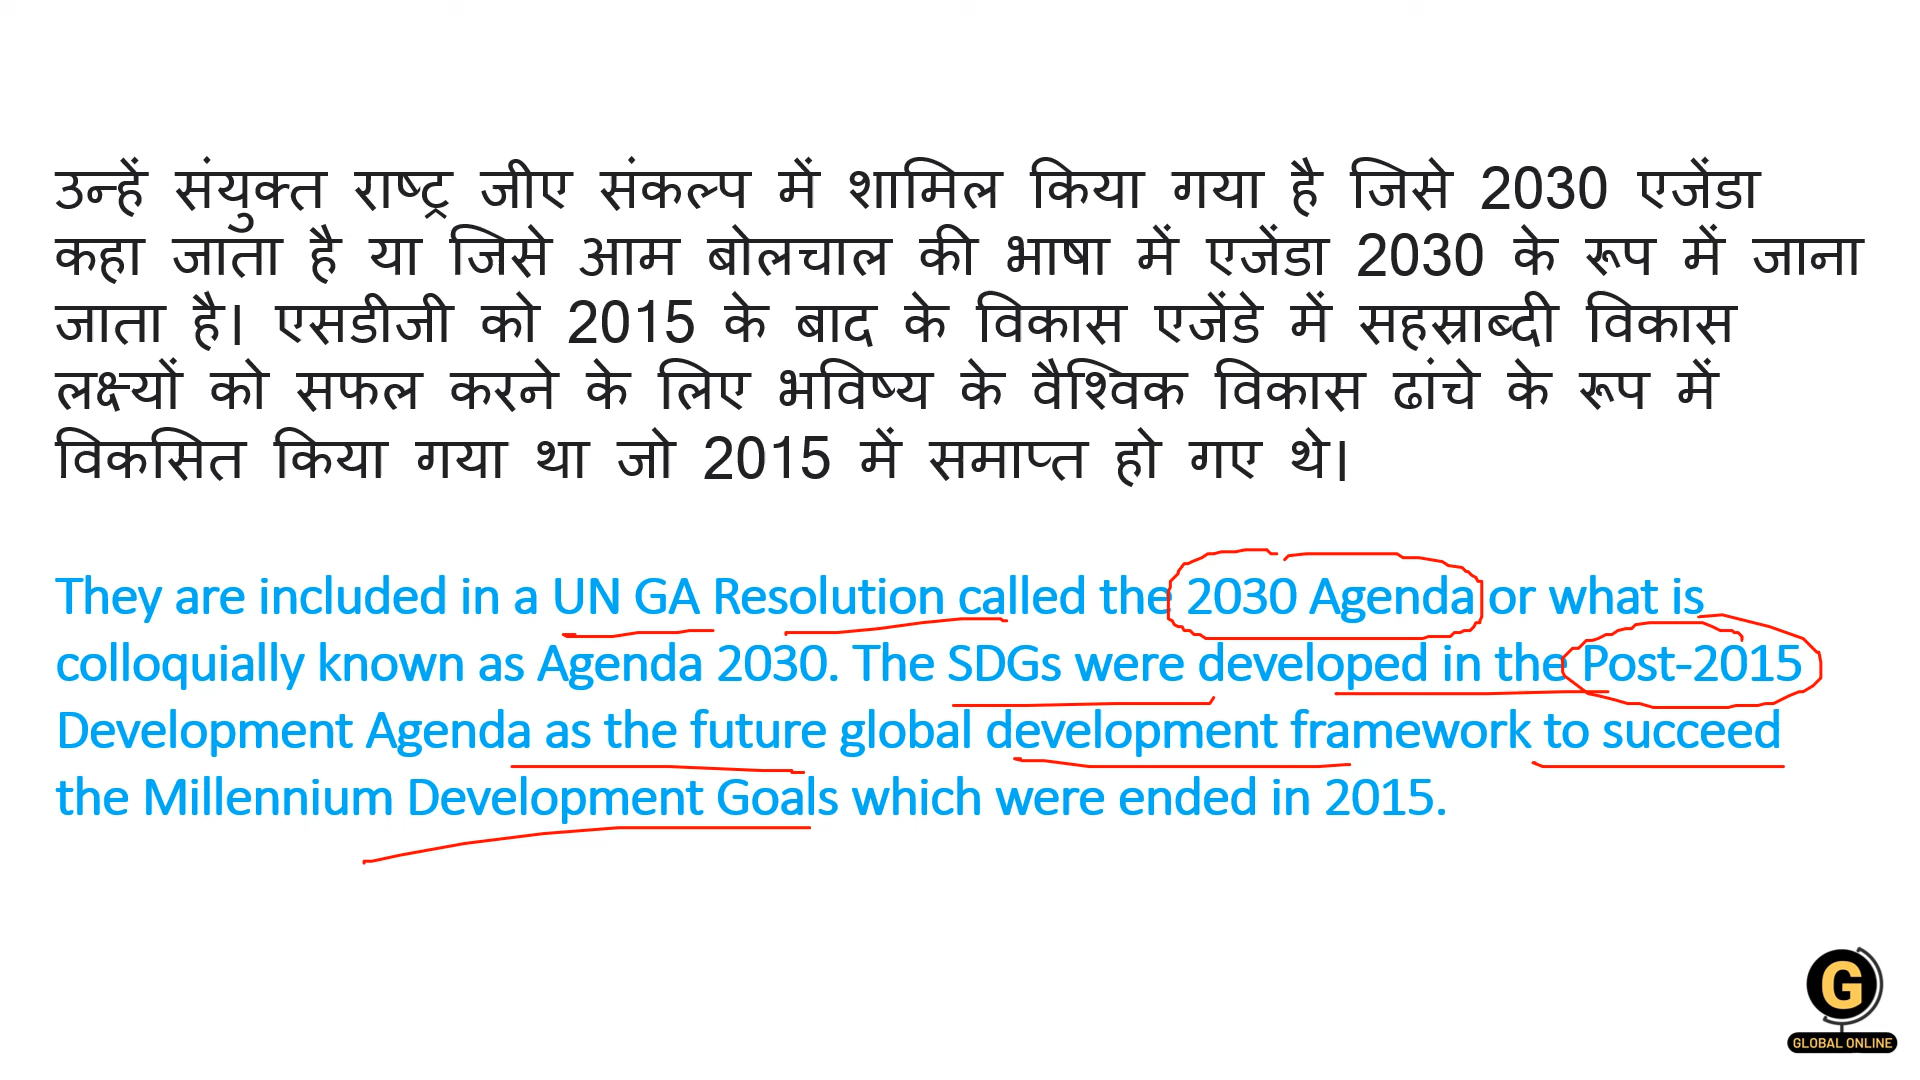 उन्हें संयुक्त राष्ट्र जीए संकल्प में शामिल किया गया है जिसे 2030 एजेंडा
कहा जाता है या जिसे आम बोलचाल की भाषा में एजेंडा 2030 के रूप में जाना
जाता है। एसडीजी को 2015 के बाद के विकास एजेंडे में सहस्राब्दी विकास
लक्ष्यों को सफल करने के लिए भविष्य के वैश्विक विकास ढांचे के रूप में
विकसित किया गया था जो 2015 में समाप्त हो गए थे।
They are included in a UN GA Resolution called the 2030 Agenda or what is
colloquially known as Agenda 2030. The SDGs were developed in the Post-2015
Development Agenda as the future global development framework to succeed
the Millennium Development Goals which were ended in 2015.
G
GLOBAL ONLINE